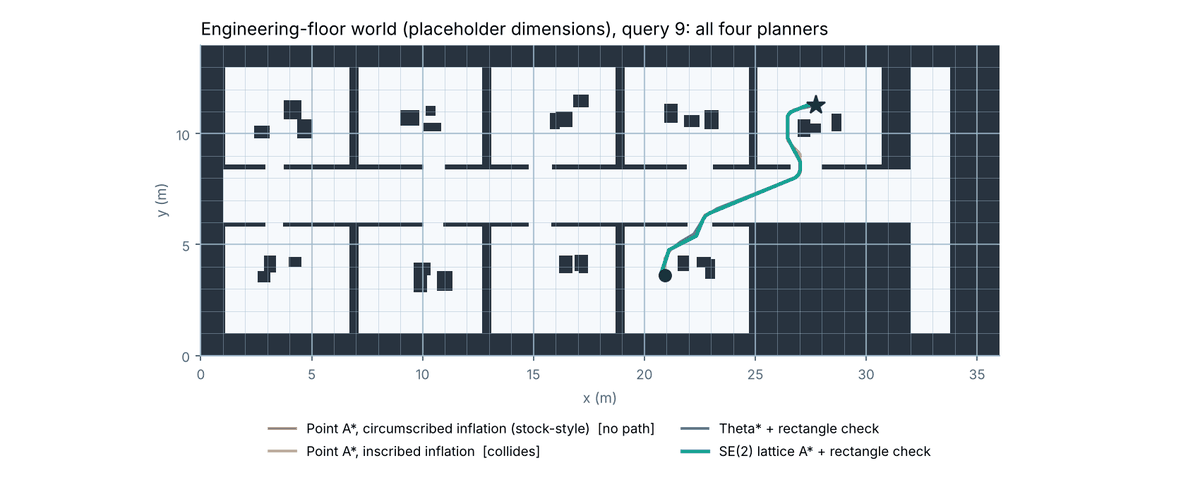 Engineering-floor world (placeholder dimensions), query 9: all four planners
10
5
0
y (m)
0 5 10 15 20 25 30 35
x (m)
Point A*, circumscribed inflation (stock-style) [no path]
Point A*, inscribed inflation [collides]
Theta* + rectangle check
SE(2) lattice A* + rectangle check